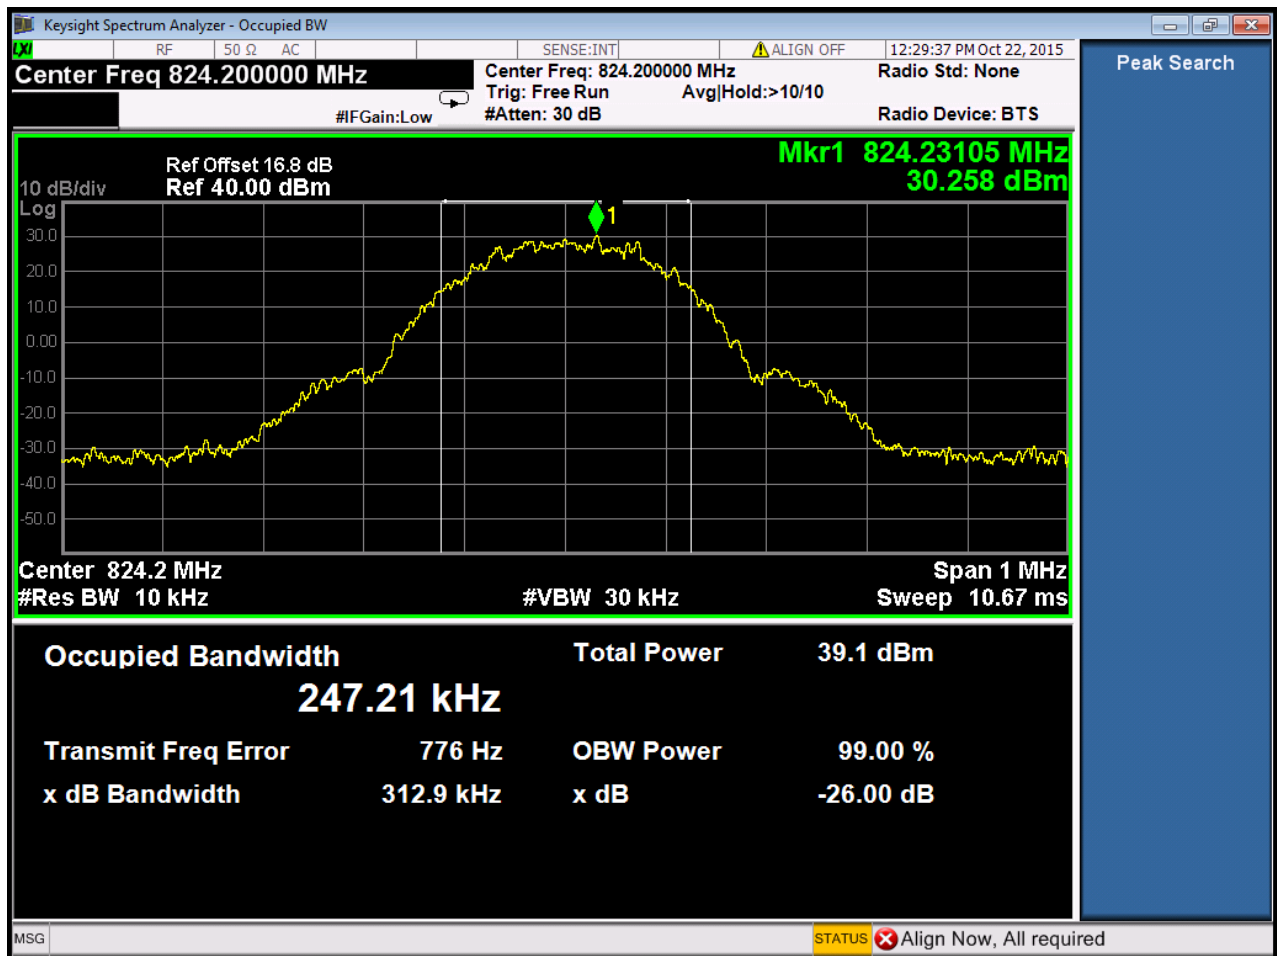 Keysight Spectrum Analyzer - Occupied BW
LXI RF 50 Ω AC SENSE:INT ALIGN OFF 12:29:37 PM Oct 22, 2015
Center Freq 824.200000 MHz
Center Freq: 824.200000 MHz Radio Std: None
Trig: Free Run Avg|Hold:>10/10
#IFGain:Low #Atten: 30 dB Radio Device: BTS
Peak Search
Mkr1 824.23105 MHz
30.258 dBm
Ref Offset 16.8 dB
10 dB/div Ref 40.00 dBm
Log
1
30.0
20.0
10.0
0.00
-10.0
-20.0
-30.0
-40.0
-50.0
Center 824.2 MHz Span 1 MHz
#Res BW 10 kHz #VBW 30 kHz Sweep 10.67 ms
Occupied Bandwidth Total Power 39.1 dBm
247.21 kHz
Transmit Freq Error 776 Hz OBW Power 99.00 %
x dB Bandwidth 312.9 kHz x dB -26.00 dB
MSG STATUS Align Now, All required